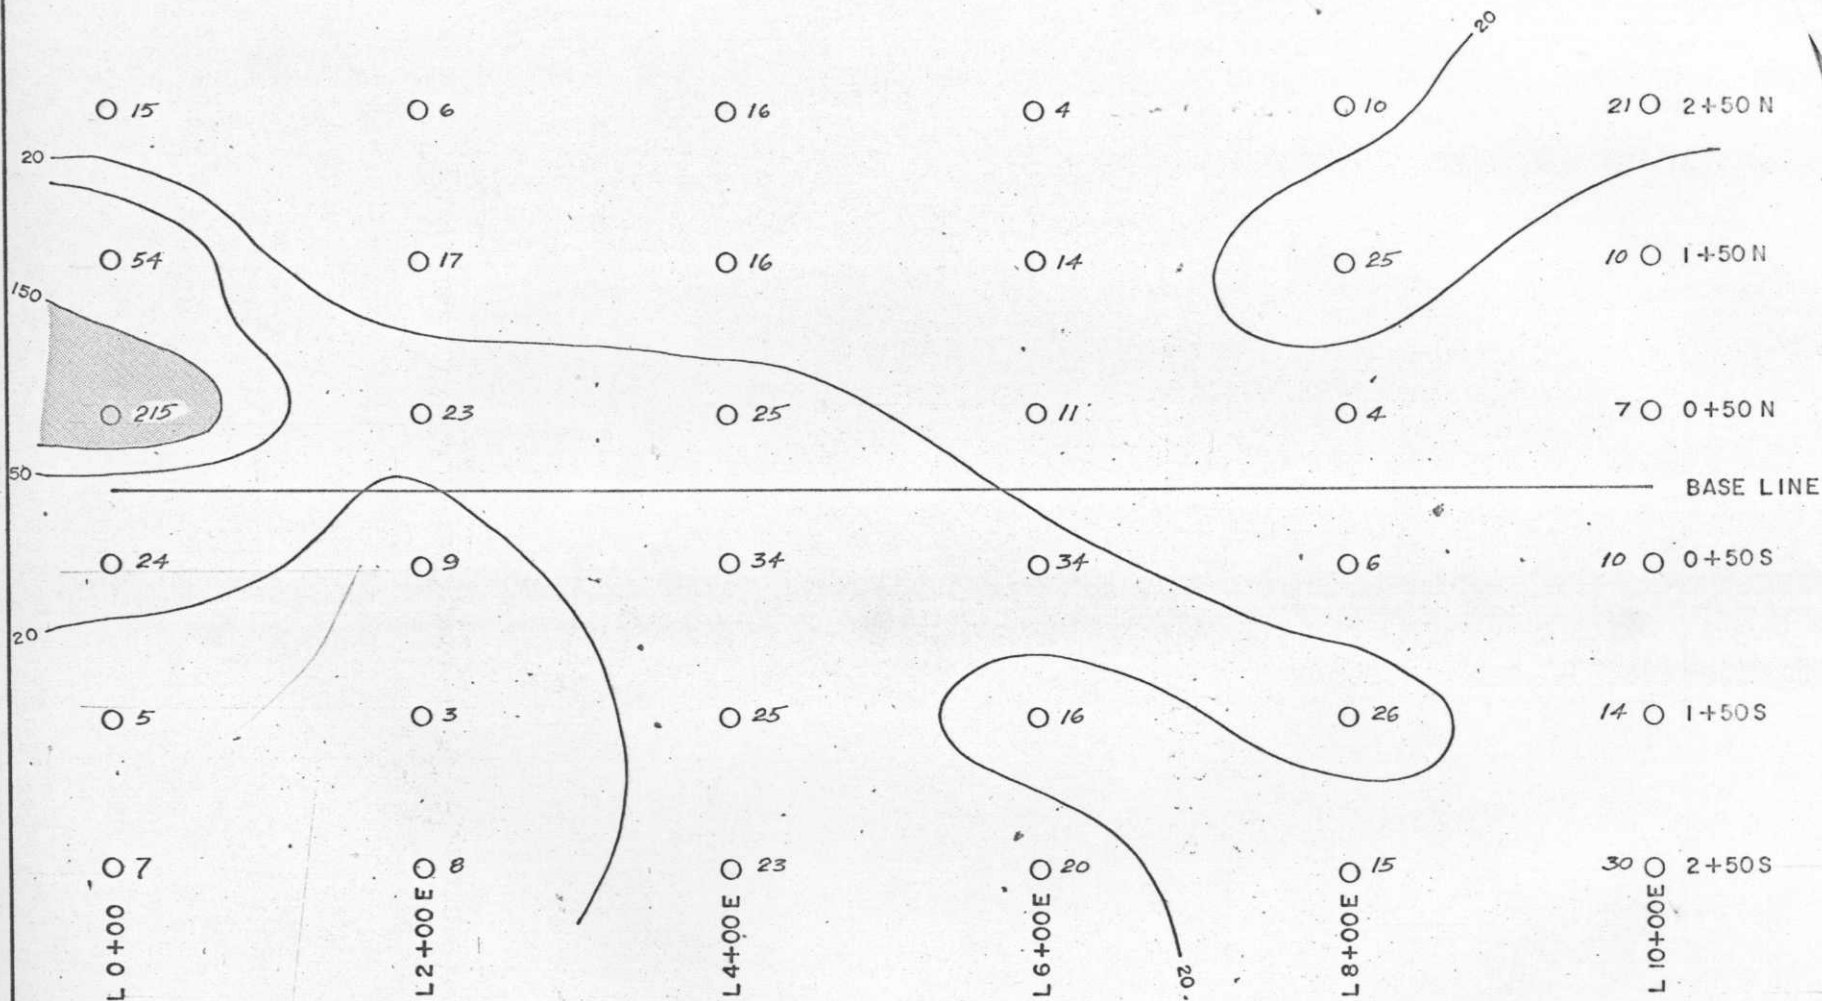 20
15 6 16 4 10 21 2+50 N
20
54 17 16 14 25 10 1+50 N
150
215 23 25 11 4 7 0+50 N
50
BASE LINE
24 9 34 34 6 10 0+50 S
20
5 3 25 16 26 14 1+50 S
7 8 23 20 15 30 2+50 S
L 0+00 L 2+00 E L 4+00 E L 6+00 E 20 L 8+00 E L 10+00 E